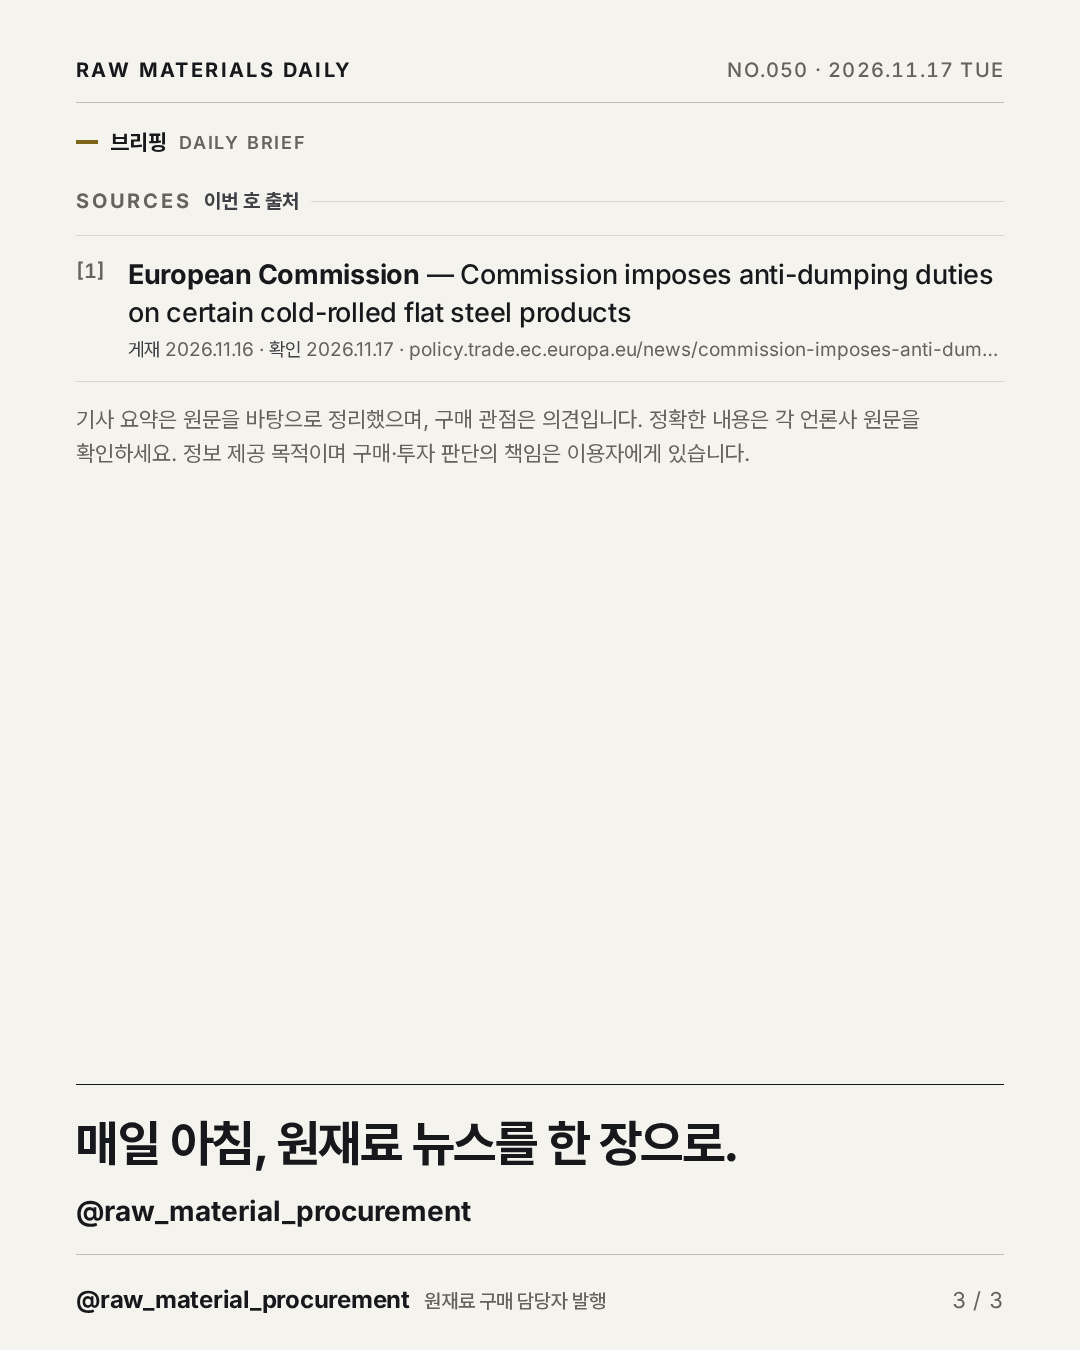 RAW MATERIALS DAILY
NO.050 · 2026.11.17 TUE
브리핑 DAILY BRIEF
SOURCES 이번 호 출처
[1] European Commission — Commission imposes anti-dumping duties
on certain cold-rolled flat steel products
게재 2026.11.16 · 확인 2026.11.17 · policy.trade.ec.europa.eu/news/commission-imposes-anti-dum...
기사 요약은 원문을 바탕으로 정리했으며, 구매 관점은 의견입니다. 정확한 내용은 각 언론사 원문을
확인하세요. 정보 제공 목적이며 구매·투자 판단의 책임은 이용자에게 있습니다.
매일 아침, 원재료 뉴스를 한 장으로.
@raw_material_procurement
@raw_material_procurement 원재료 구매 담당자 발행
3 / 3